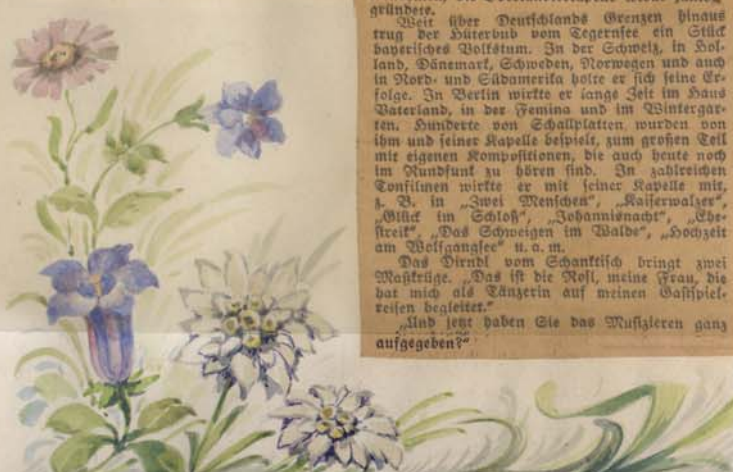 gründete.
Weit über Deutschlands Grenzen hinaus
trug der Hüterbub vom Tegernsee ein Stück
bayerisches Volkstum. In der Schweiz, in Hol-
land, Dänemark, Schweden, Norwegen und auch
in Nord- und Südamerika holte er sich seine Er-
folge. In Berlin wirkte er lange Zeit im Haus
Vaterland, in der Femina und im Wintergar-
ten. Hunderte von Schallplatten wurden von
ihm und seiner Kapelle bespielt, zum großen Teil
mit eigenen Kompositionen, die auch heute noch
im Rundfunk zu hören sind. In zahlreichen
Tonfilmen wirkte er mit seiner Kapelle mit,
z. B. in „Zwei Menschen“, „Kaiserwalzer“,
„Glück im Schloß“, „Johannisnacht“, „Ehe-
streik“, „Das Schweigen im Walde“, „Hochzeit
am Wolfgangsee“ u. a. m.
Das Dirndl vom Schanktisch bringt zwei
Maßkrüge. „Das ist die Rosl, meine Frau, die
hat mich als Tänzerin auf meinen Gastspiel-
reisen begleitet.“
„Und jetzt haben Sie das Musizieren ganz
aufgegeben?“